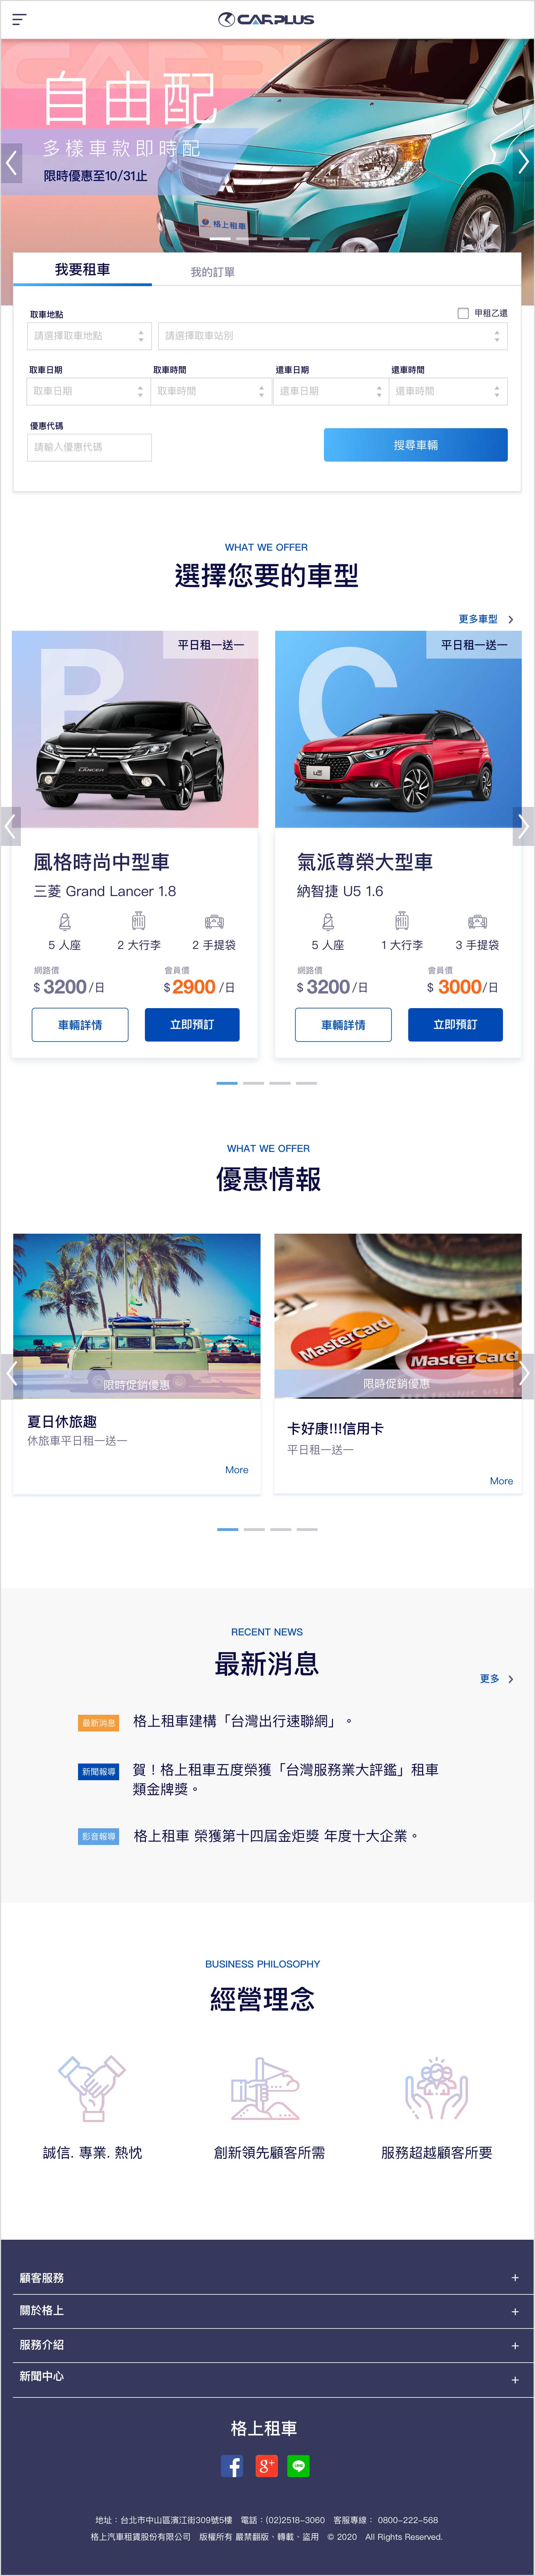 CARPLUS
自由配
多樣車款即時配
限時優惠至10/31止
格上租車
我要租車
我的訂單
取車地點
甲租乙還
請選擇取車地點
請選擇取車站別
取車日期 取車時間 還車日期 還車時間
取車日期 取車時間 還車日期 還車時間
優惠代碼
請輸入優惠代碼
搜尋車輛
WHAT WE OFFER
選擇您要的車型
更多車型
平日租一送一
B
LANCER
風格時尚中型車
三菱 Grand Lancer 1.8
5 人座 2 大行李 2 手提袋
網路價 會員價
$ 3200 /日 $ 2900 /日
車輛詳情 立即預訂
平日租一送一
C
U5
氣派尊榮大型車
納智捷 U5 1.6
5 人座 1 大行李 3 手提袋
網路價 會員價
$ 3200 /日 $ 3000 /日
車輛詳情 立即預訂
WHAT WE OFFER
優惠情報
限時促銷優惠
夏日休旅趣
休旅車平日租一送一
More
VISA
MasterCard
MasterCard
限時促銷優惠
卡好康!!!信用卡
平日租一送一
More
RECENT NEWS
最新消息
更多
最新消息 格上租車建構「台灣出行速聯網」。
新聞報導 賀！格上租車五度榮獲「台灣服務業大評鑑」租車
類金牌獎。
影音報導 格上租車 榮獲第十四屆金炬獎 年度十大企業。
BUSINESS PHILOSOPHY
經營理念
誠信. 專業. 熱忱
創新領先顧客所需
服務超越顧客所要
顧客服務 +
關於格上 +
服務介紹 +
新聞中心 +
格上租車
f g+ LINE
地址：台北市中山區濱江街309號5樓 電話：(02)2518-3060 客服專線： 0800-222-568
格上汽車租賃股份有限公司 版權所有 嚴禁翻版、轉載、盜用 © 2020 All Rights Reserved.